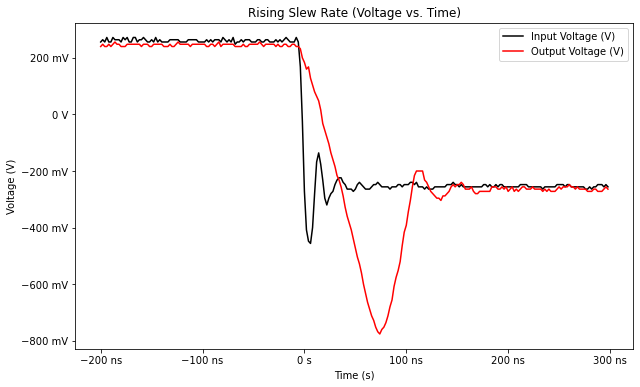 Rising Slew Rate (Voltage vs. Time)
Input Voltage (V)
Output Voltage (V)
200 mV
0 V
−200 mV
−400 mV
−600 mV
−800 mV
Voltage (V)
−200 ns
−100 ns
0 s
100 ns
200 ns
300 ns
Time (s)